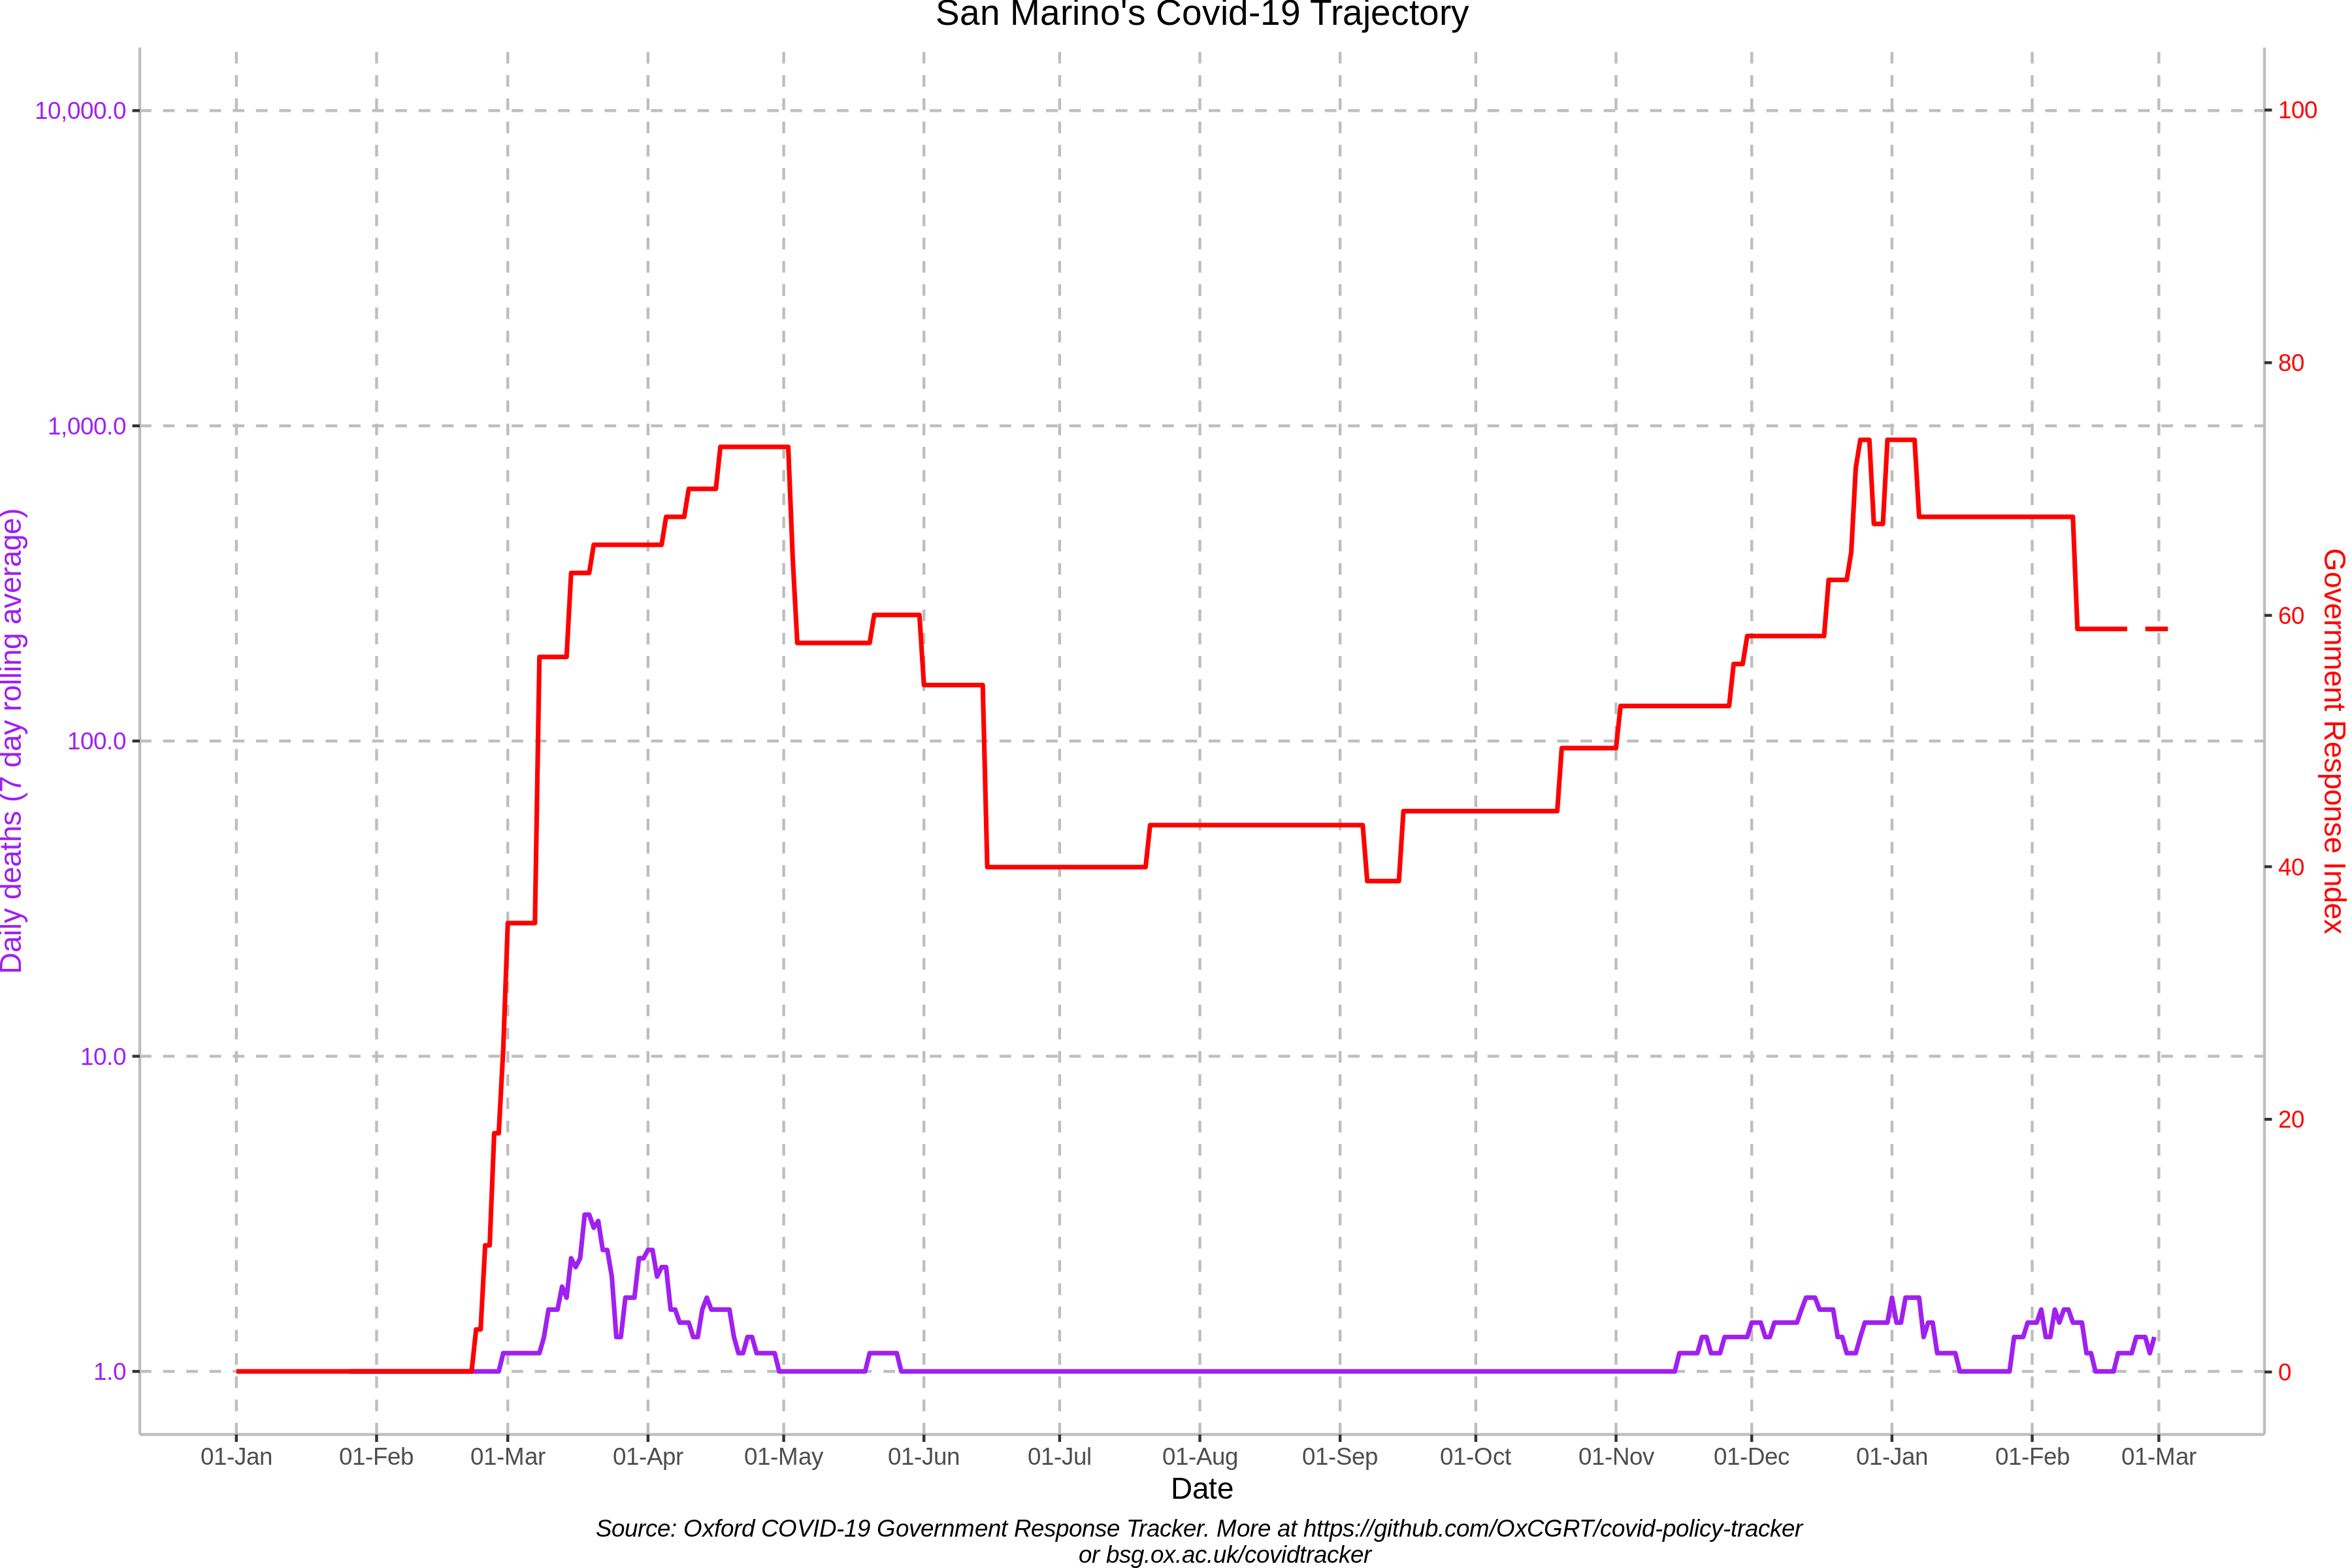 San Marino's Covid-19 Trajectory
Daily deaths (7 day rolling average)
10,000.0
1,000.0
100.0
10.0
1.0
100
80
60
40
20
0
Government Response Index
01-Jan 01-Feb 01-Mar 01-Apr 01-May 01-Jun 01-Jul 01-Aug 01-Sep 01-Oct 01-Nov 01-Dec 01-Jan 01-Feb 01-Mar
Date
Source: Oxford COVID-19 Government Response Tracker. More at https://github.com/OxCGRT/covid-policy-tracker
or bsg.ox.ac.uk/covidtracker